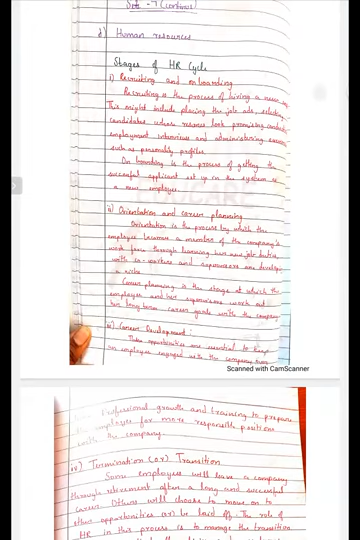 Set - 7 (contnd)
d) Human resources
Stages of HR Cycle
i) Recruiting and onboarding
Recruiting is the process of hiring a new
This might include placing the job ads, selecting
candidates whose resume look promising
employment interviews and administering
such as personality profiles.
On boarding is the process of getting the
successful applicant set up in the system as
a new employee.
ii) Orientation and career planning
Orientation is the process by which the
employee becomes a member of the company's
work force through learning her new job duties,
with co-workers and supervisors and
a niche
Career planning is the stage at which the
employee and her supervisors work out
her long term career goals with the company
iii) Career Development:
These opportunities are essential to keep
an employee engaged with the company over
professional growth and training to prepare
the employee for more responsible positions
with the company.
iv) Termination (or) Transition
Some employees will leave a company
through retirement after a long and successful
career. Others will choose to move on to
other opportunities (or) be laid off. The role of
HR in this process is to manage the transition
Scanned with CamScanner